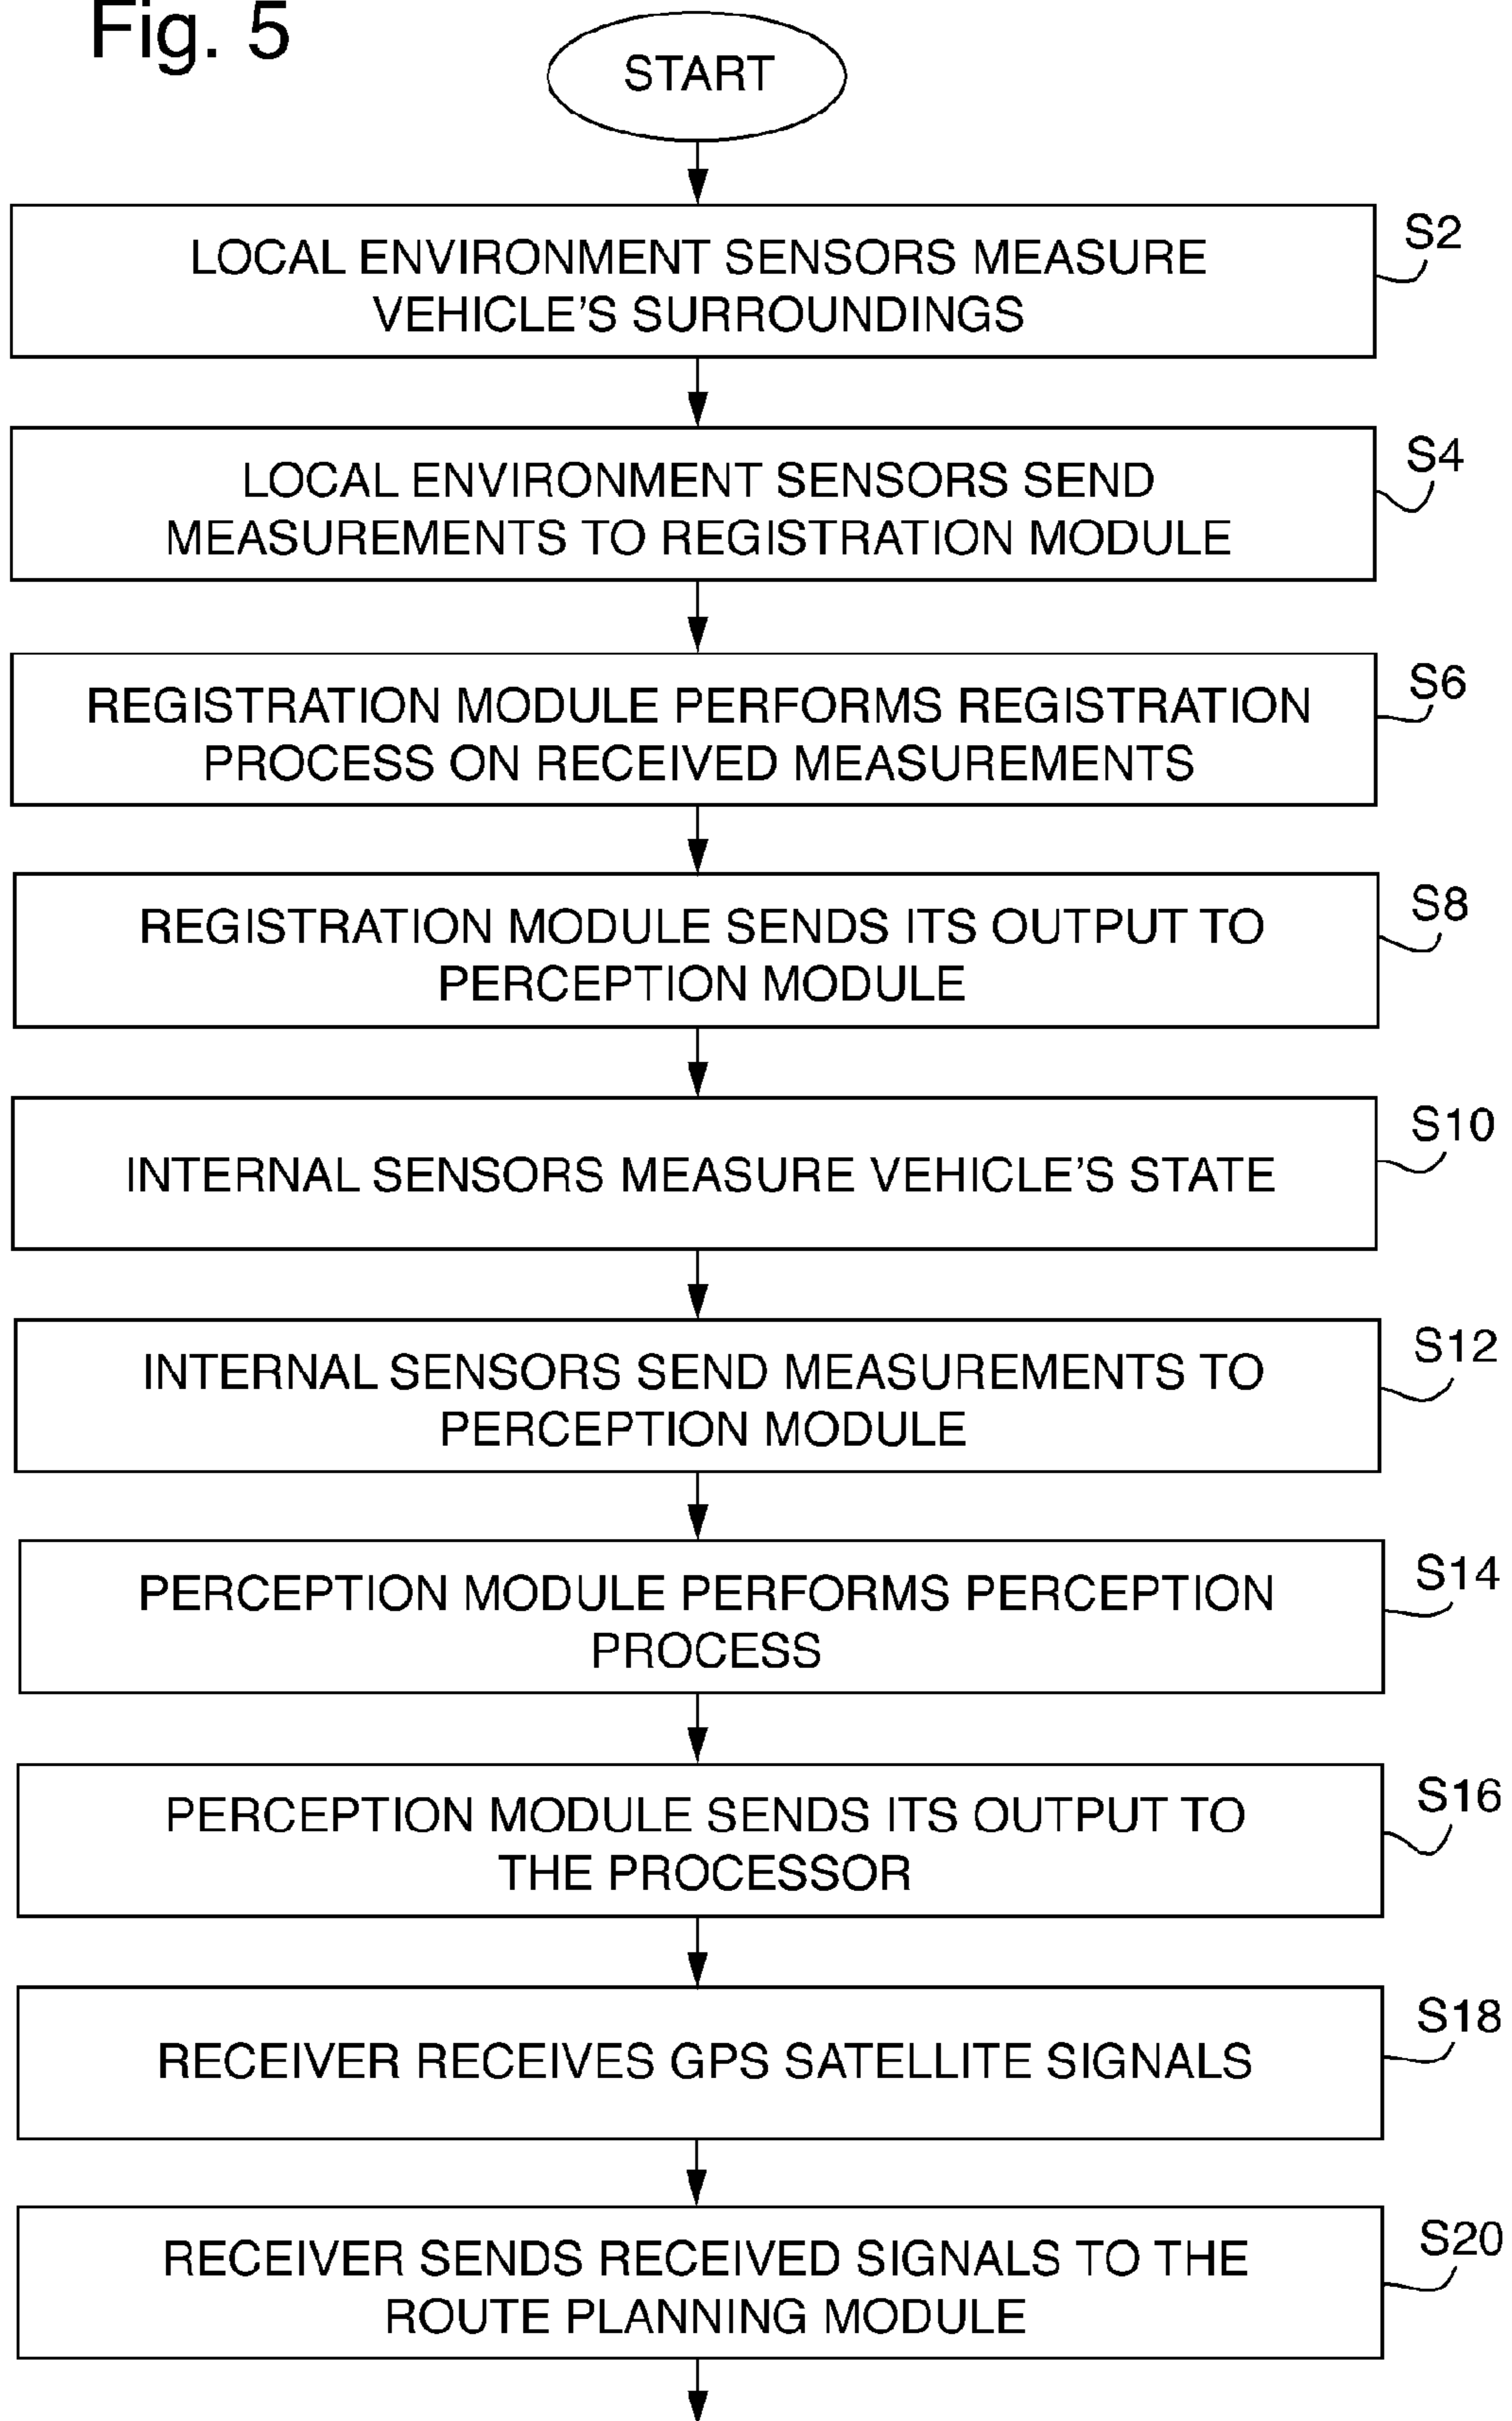 Fig. 5
START
LOCAL ENVIRONMENT SENSORS MEASURE
VEHICLE'S SURROUNDINGS
S2
LOCAL ENVIRONMENT SENSORS SEND
MEASUREMENTS TO REGISTRATION MODULE
S4
REGISTRATION MODULE PERFORMS REGISTRATION
PROCESS ON RECEIVED MEASUREMENTS
S6
REGISTRATION MODULE SENDS ITS OUTPUT TO
PERCEPTION MODULE
S8
INTERNAL SENSORS MEASURE VEHICLE'S STATE
S10
INTERNAL SENSORS SEND MEASUREMENTS TO
PERCEPTION MODULE
S12
PERCEPTION MODULE PERFORMS PERCEPTION
PROCESS
S14
PERCEPTION MODULE SENDS ITS OUTPUT TO
THE PROCESSOR
S16
RECEIVER RECEIVES GPS SATELLITE SIGNALS
S18
RECEIVER SENDS RECEIVED SIGNALS TO THE
ROUTE PLANNING MODULE
S20